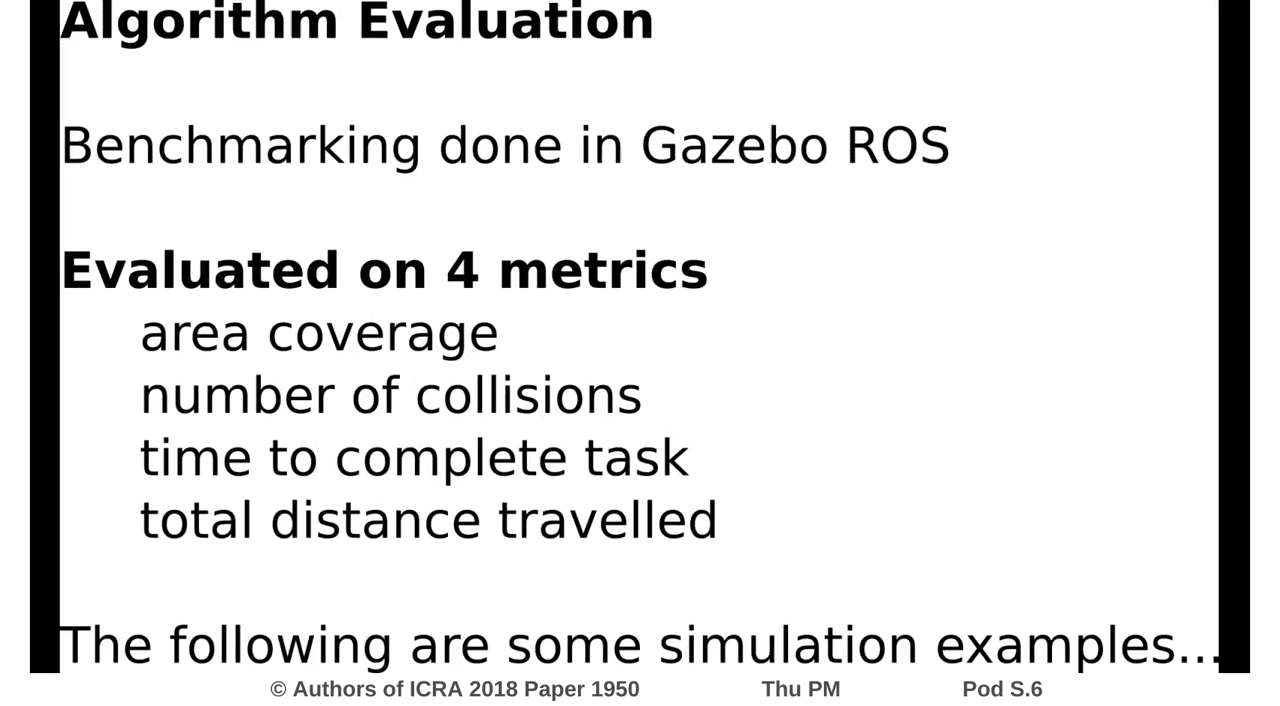 Algorithm Evaluation
Benchmarking done in Gazebo ROS
Evaluated on 4 metrics
area coverage
number of collisions
time to complete task
total distance travelled
The following are some simulation examples...
© Authors of ICRA 2018 Paper 1950 Thu PM Pod S.6